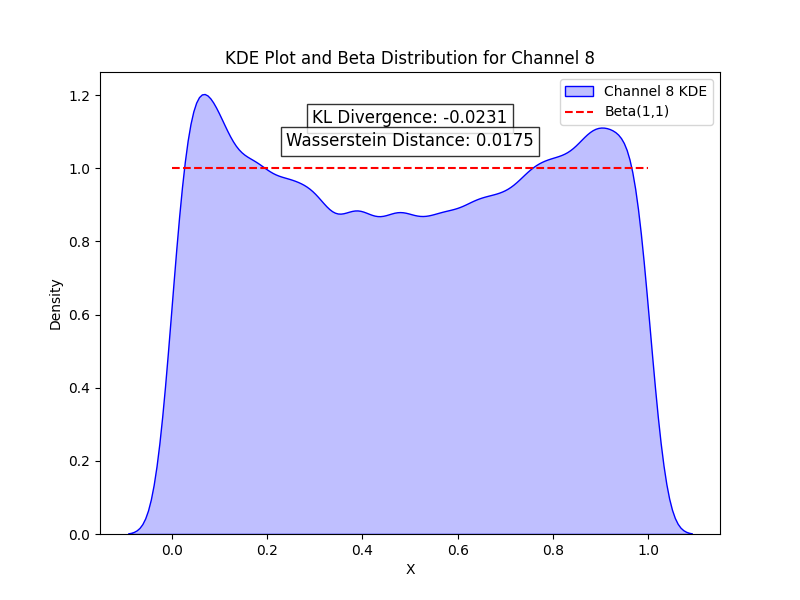 KDE Plot and Beta Distribution for Channel 8
Channel 8 KDE
Beta(1,1)
KL Divergence: -0.0231
Wasserstein Distance: 0.0175
Density
1.2
1.0
0.8
0.6
0.4
0.2
0.0
0.0 0.2 0.4 0.6 0.8 1.0
X